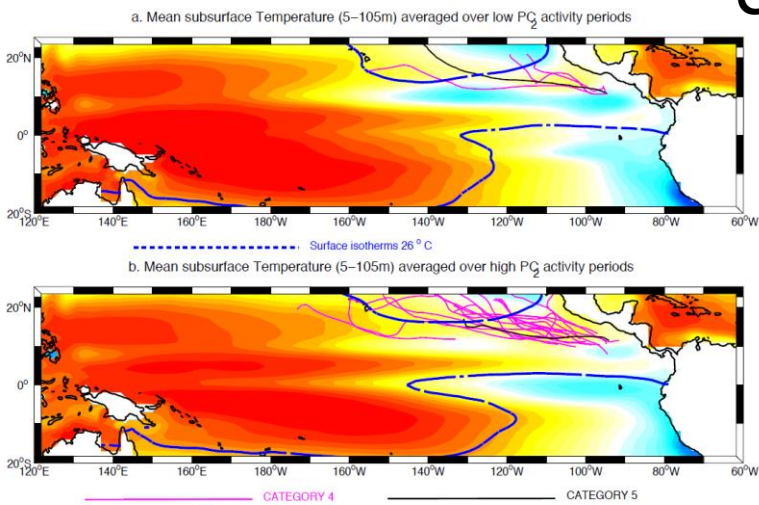 a. Mean subsurface Temperature (5−105m) averaged over low PC2 activity periods
20°N
0°
20°S
120°E 140°E 160°E 180°W 160°W 140°W 120°W 100°W 80°W 60°W
Surface isotherms 26 ° C
b. Mean subsurface Temperature (5−105m) averaged over high PC2 activity periods
20°N
0°
20°S
120°E 140°E 160°E 180°W 160°W 140°W 120°W 100°W 80°W 60°W
CATEGORY 4 CATEGORY 5